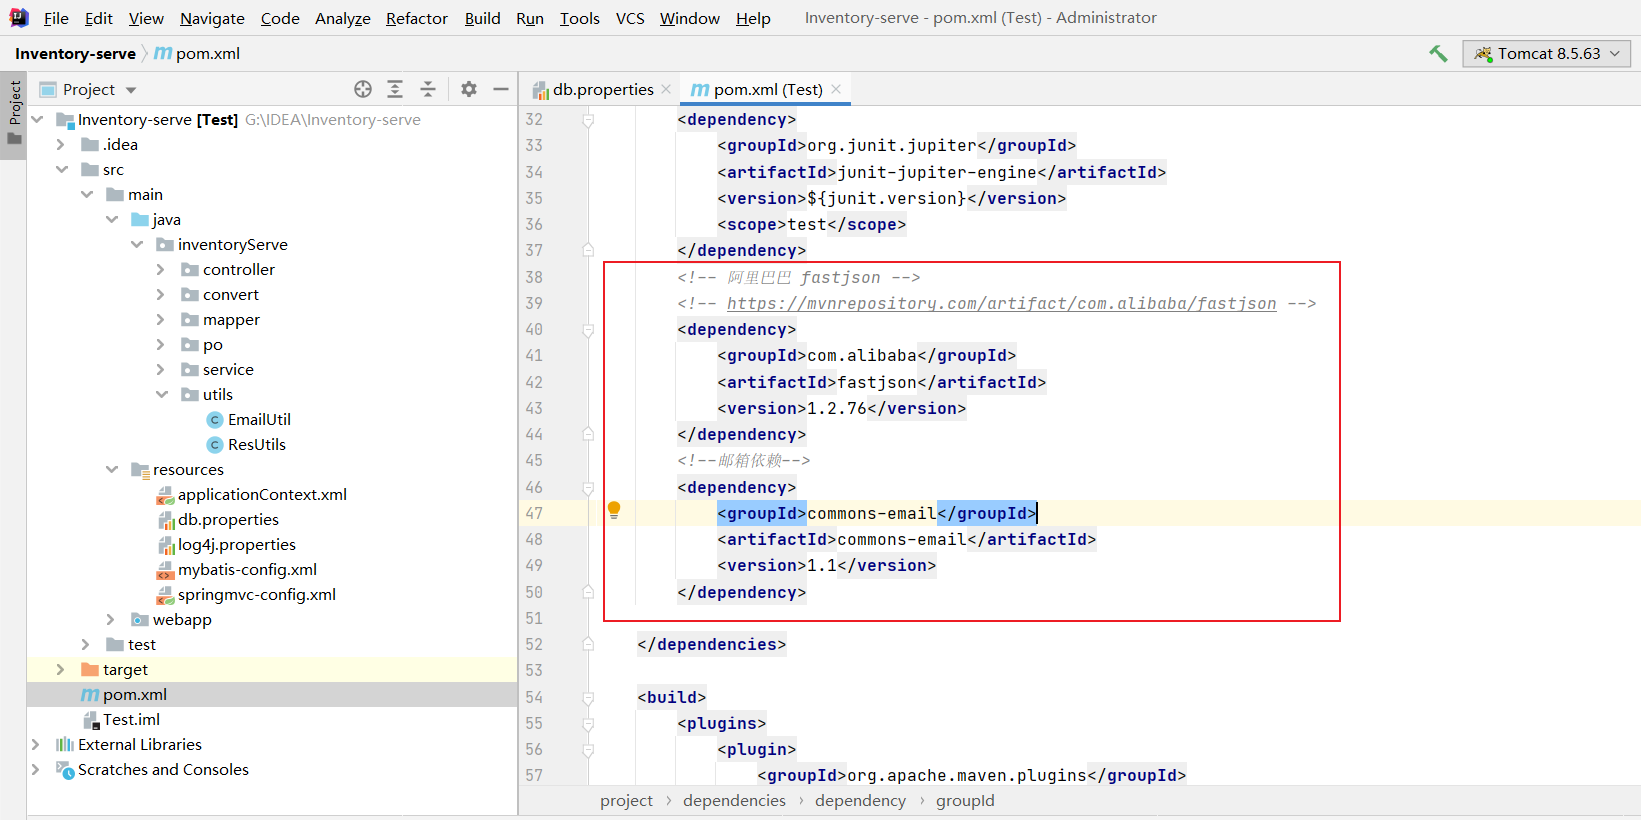 File Edit View Navigate Code Analyze Refactor Build Run Tools VCS Window Help Inventory-serve - pom.xml (Test) - Administrator
Inventory-serve pom.xml Tomcat 8.5.63
Project
Project
Inventory-serve [Test] G:\IDEA\Inventory-serve
.idea
src
main
java
inventoryServe
controller
convert
mapper
po
service
utils
EmailUtil
ResUtils
resources
applicationContext.xml
db.properties
log4j.properties
mybatis-config.xml
springmvc-config.xml
webapp
test
target
pom.xml
Test.iml
External Libraries
Scratches and Consoles
db.properties pom.xml (Test)
32 <dependency>
33 <groupId>org.junit.jupiter</groupId>
34 <artifactId>junit-jupiter-engine</artifactId>
35 <version>${junit.version}</version>
36 <scope>test</scope>
37 </dependency>
38 <!-- 阿里巴巴 fastjson -->
39 <!-- https://mvnrepository.com/artifact/com.alibaba/fastjson -->
40 <dependency>
41 <groupId>com.alibaba</groupId>
42 <artifactId>fastjson</artifactId>
43 <version>1.2.76</version>
44 </dependency>
45 <!--邮箱依赖-->
46 <dependency>
47 <groupId>commons-email</groupId>
48 <artifactId>commons-email</artifactId>
49 <version>1.1</version>
50 </dependency>
51
52 </dependencies>
53
54 <build>
55 <plugins>
56 <plugin>
57 <groupId>org.apache.maven.plugins</groupId>
project › dependencies › dependency › groupId